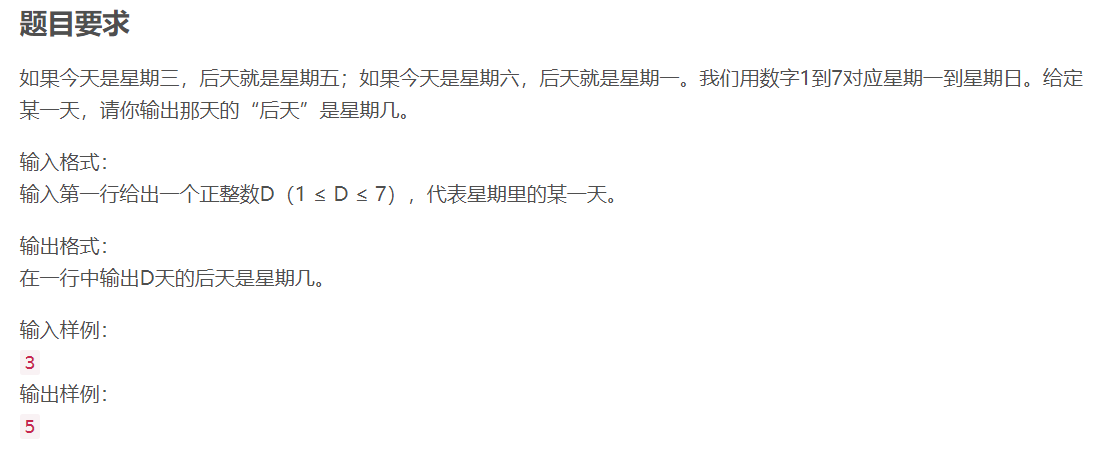 题目要求
如果今天是星期三，后天就是星期五；如果今天是星期六，后天就是星期一。我们用数字1到7对应星期一到星期日。给定
某一天，请你输出那天的“后天”是星期几。
输入格式：
输入第一行给出一个正整数D（1 ≤ D ≤ 7），代表星期里的某一天。
输出格式：
在一行中输出D天的后天是星期几。
输入样例：
3
输出样例：
5